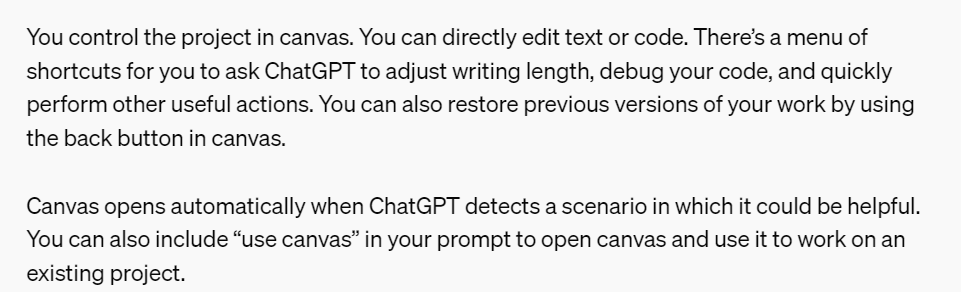 You control the project in canvas. You can directly edit text or code. There’s a menu of
shortcuts for you to ask ChatGPT to adjust writing length, debug your code, and quickly
perform other useful actions. You can also restore previous versions of your work by using
the back button in canvas.
Canvas opens automatically when ChatGPT detects a scenario in which it could be helpful.
You can also include “use canvas” in your prompt to open canvas and use it to work on an
existing project.